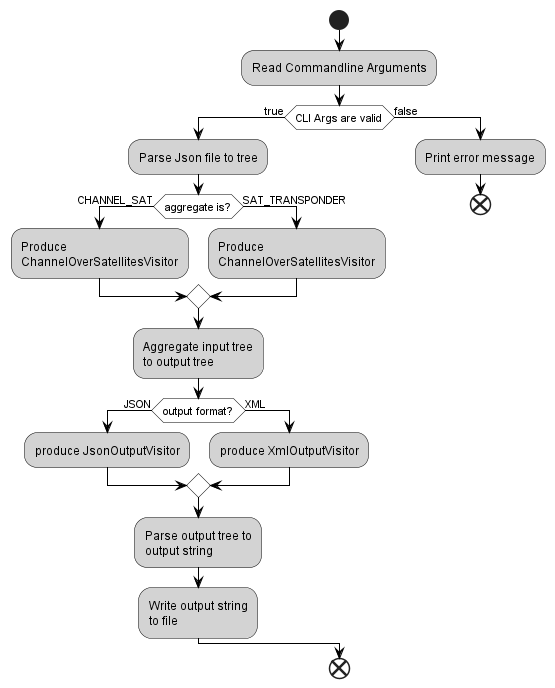 Read Commandline Arguments
true
CLI Args are valid
false
Parse Json file to tree
Print error message
CHANNEL_SAT
aggregate is?
SAT_TRANSPONDER
Produce
ChannelOverSatellitesVisitor
Produce
ChannelOverSatellitesVisitor
Aggregate input tree
to output tree
JSON
output format?
XML
produce JsonOutputVisitor
produce XmlOutputVisitor
Parse output tree to
output string
Write output string
to file